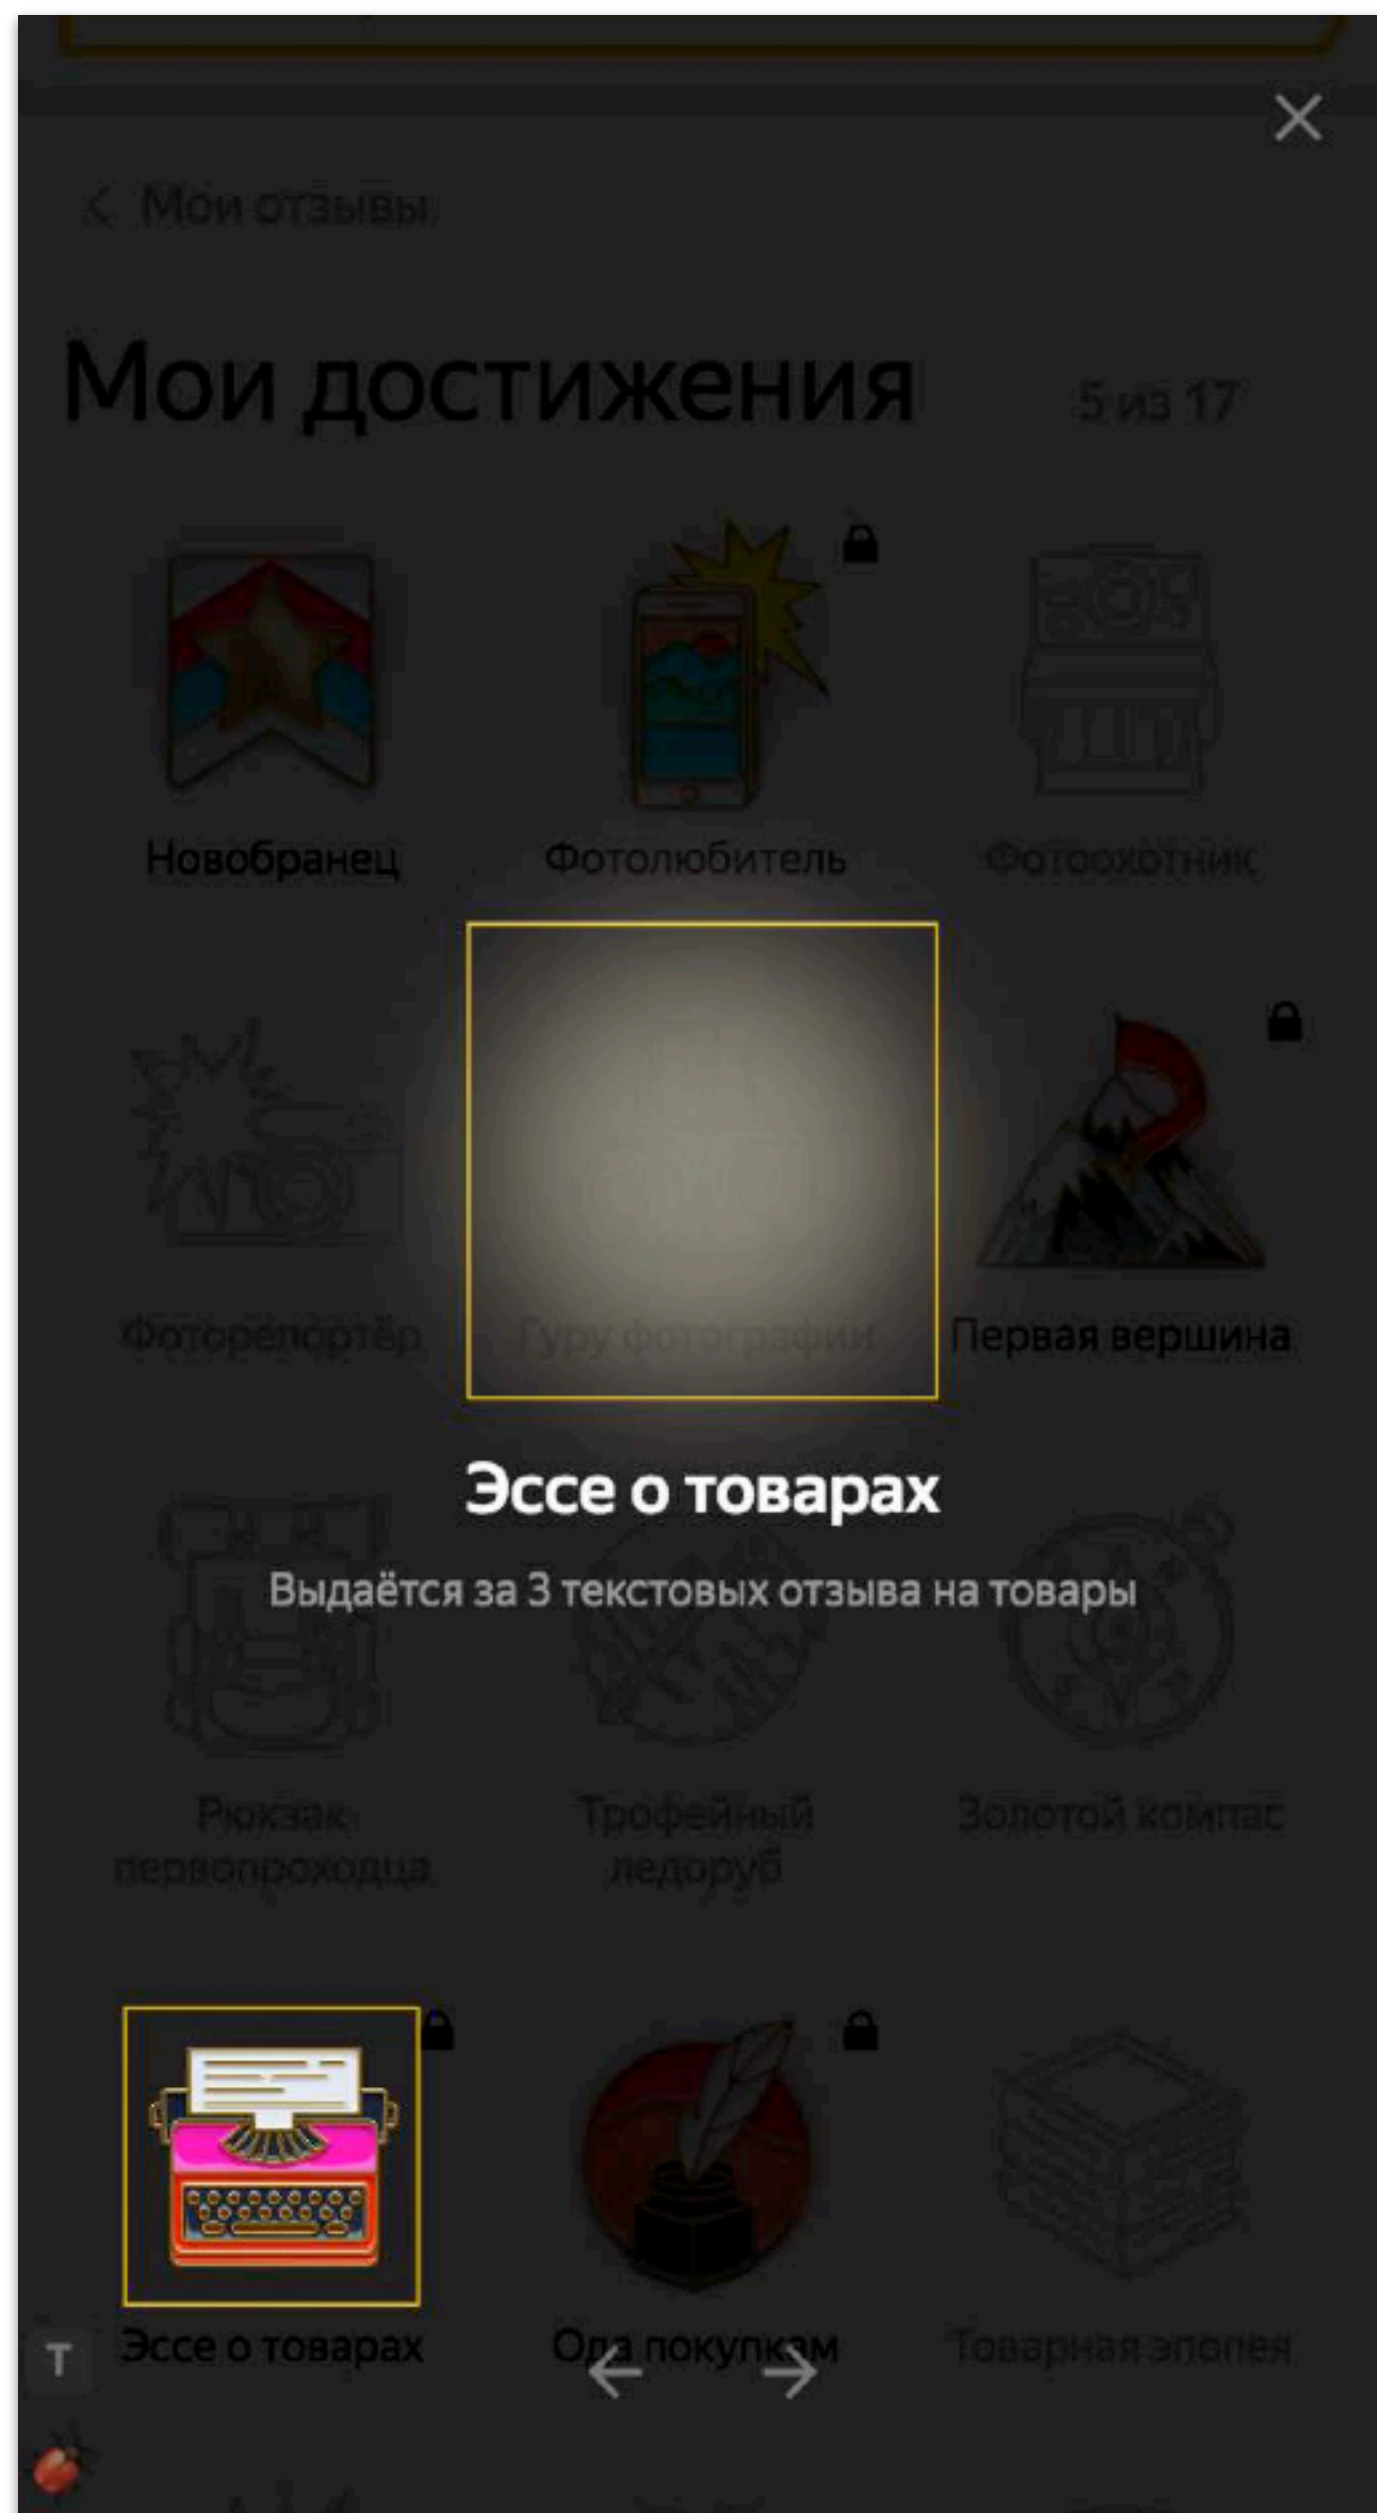 Мои отзывы
Мои достижения
5 из 17
Новобранец
Фотолюбитель
Фотоохотник
Фоторепортёр
Гуру фотографии
Первая вершина
Эссе о товарах
Выдаётся за 3 текстовых отзыва на товары
Рюкзак
первопроходца
Трофейный
ледоруб
Золотой компас
Эссе о товарах
Ода покупкам
Товарная эпопея
T